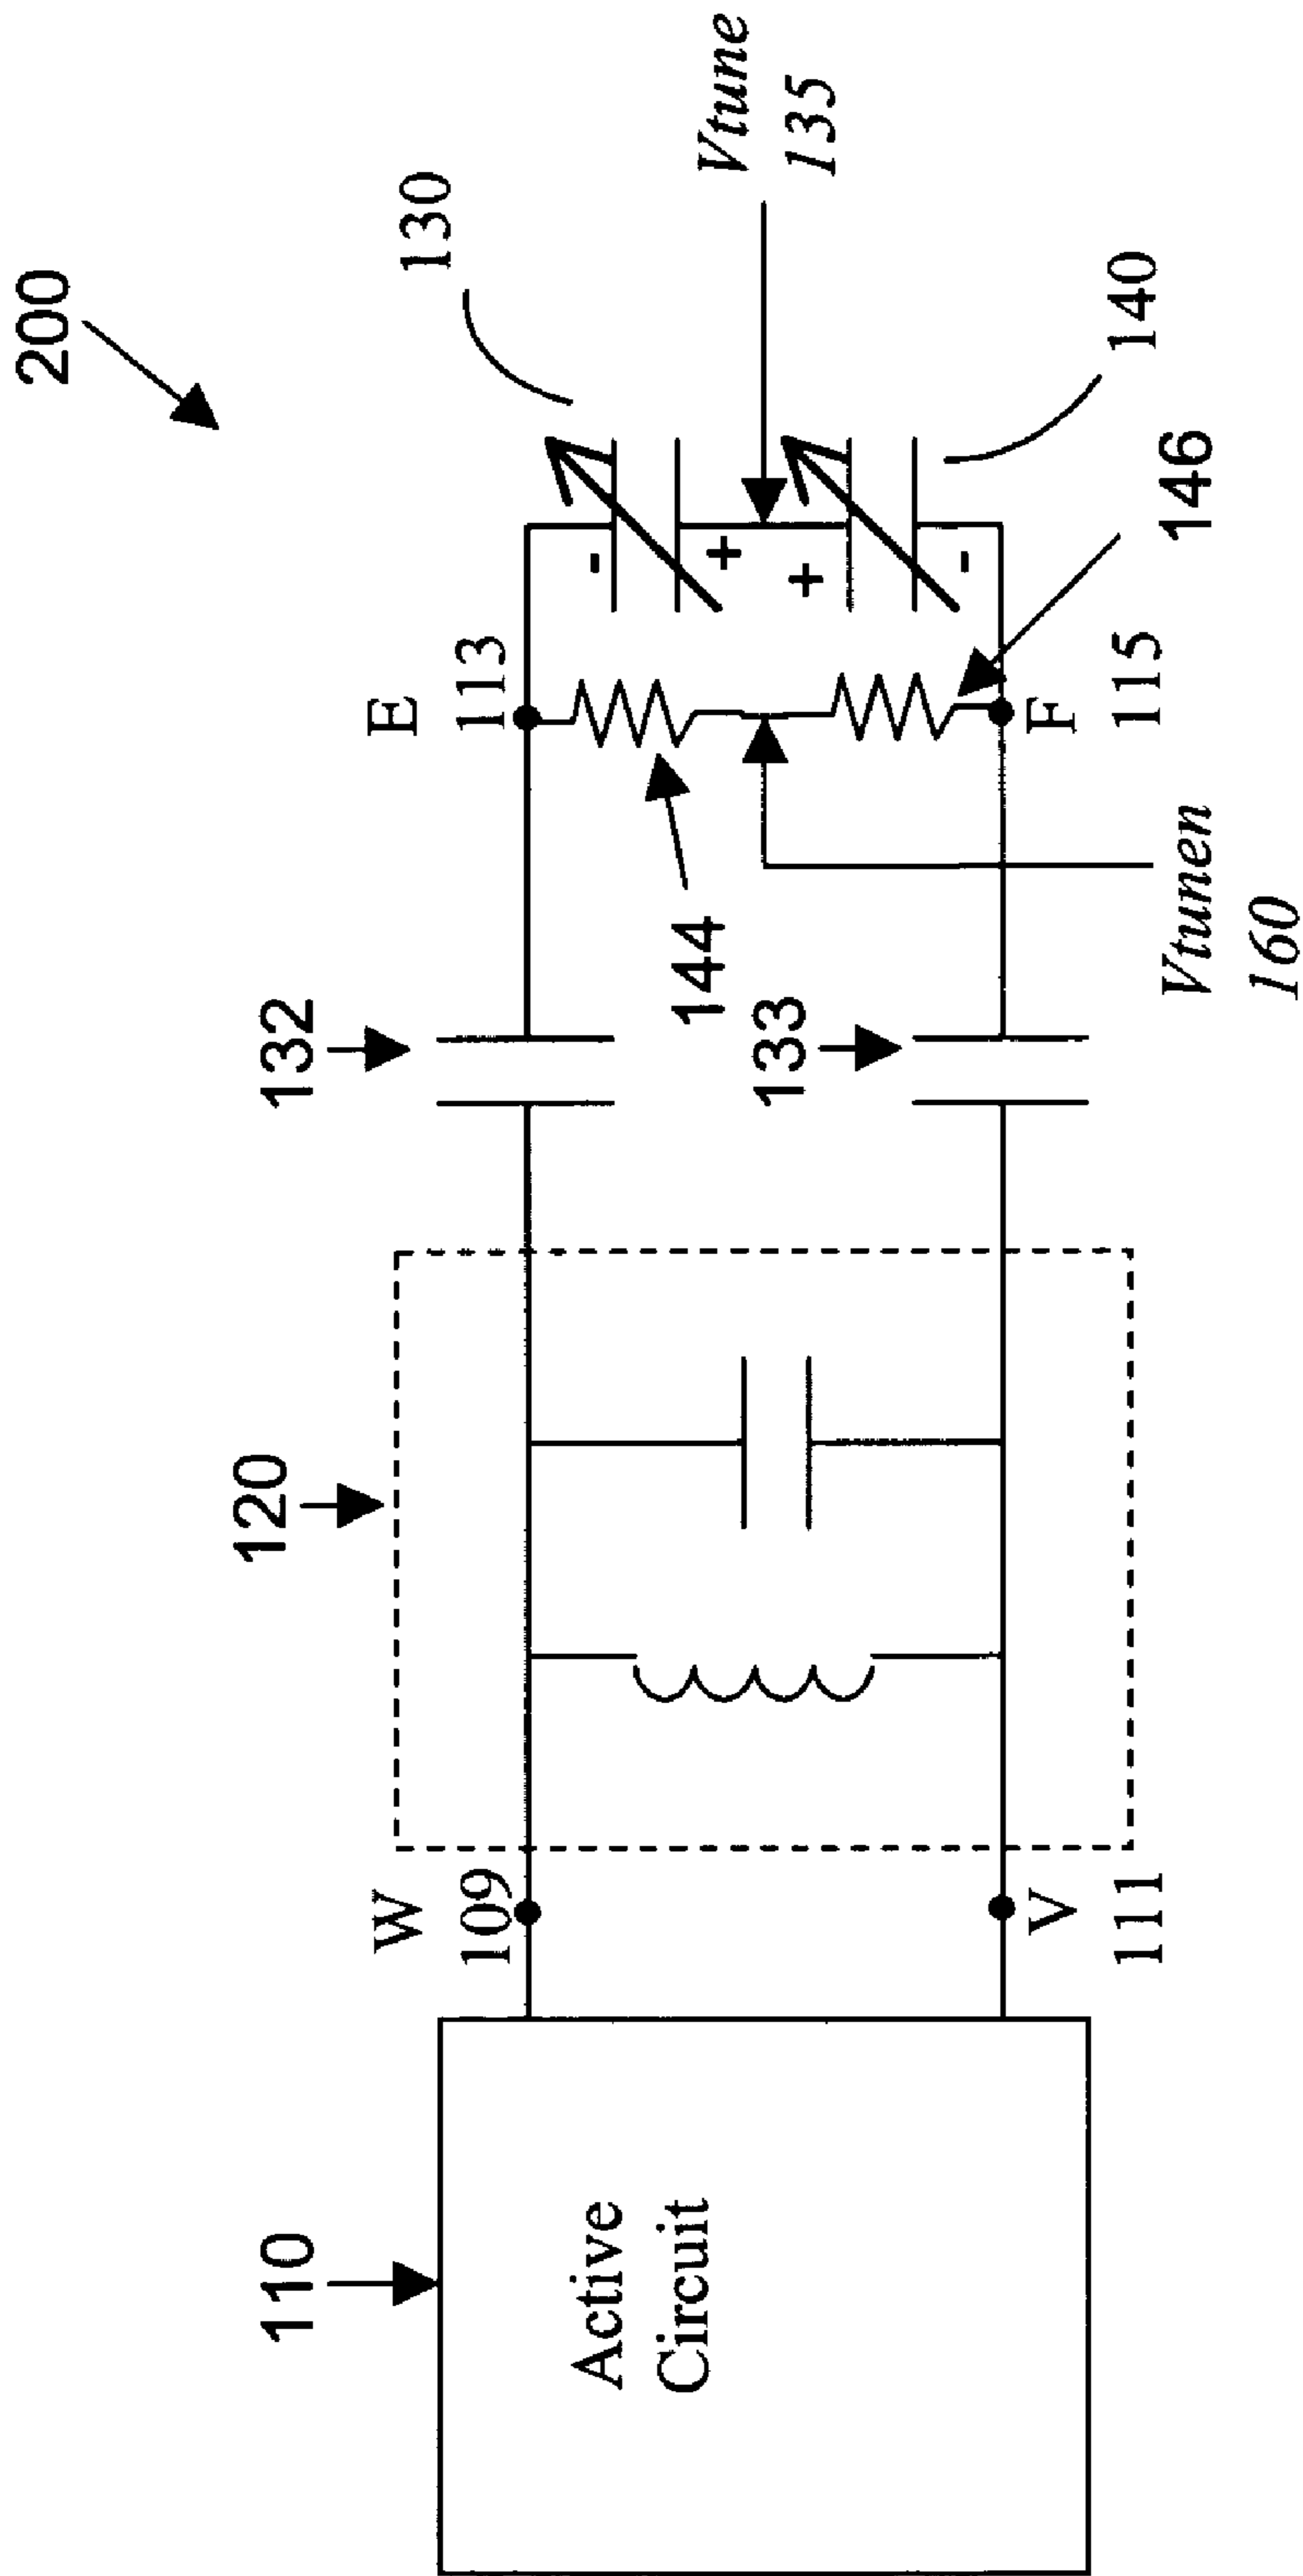 200
110
Active
Circuit
W
109
V
111
120
132
133
E
113
F
115
144
146
130
140
-
+
+
-
Vtune
135
Vtunen
160